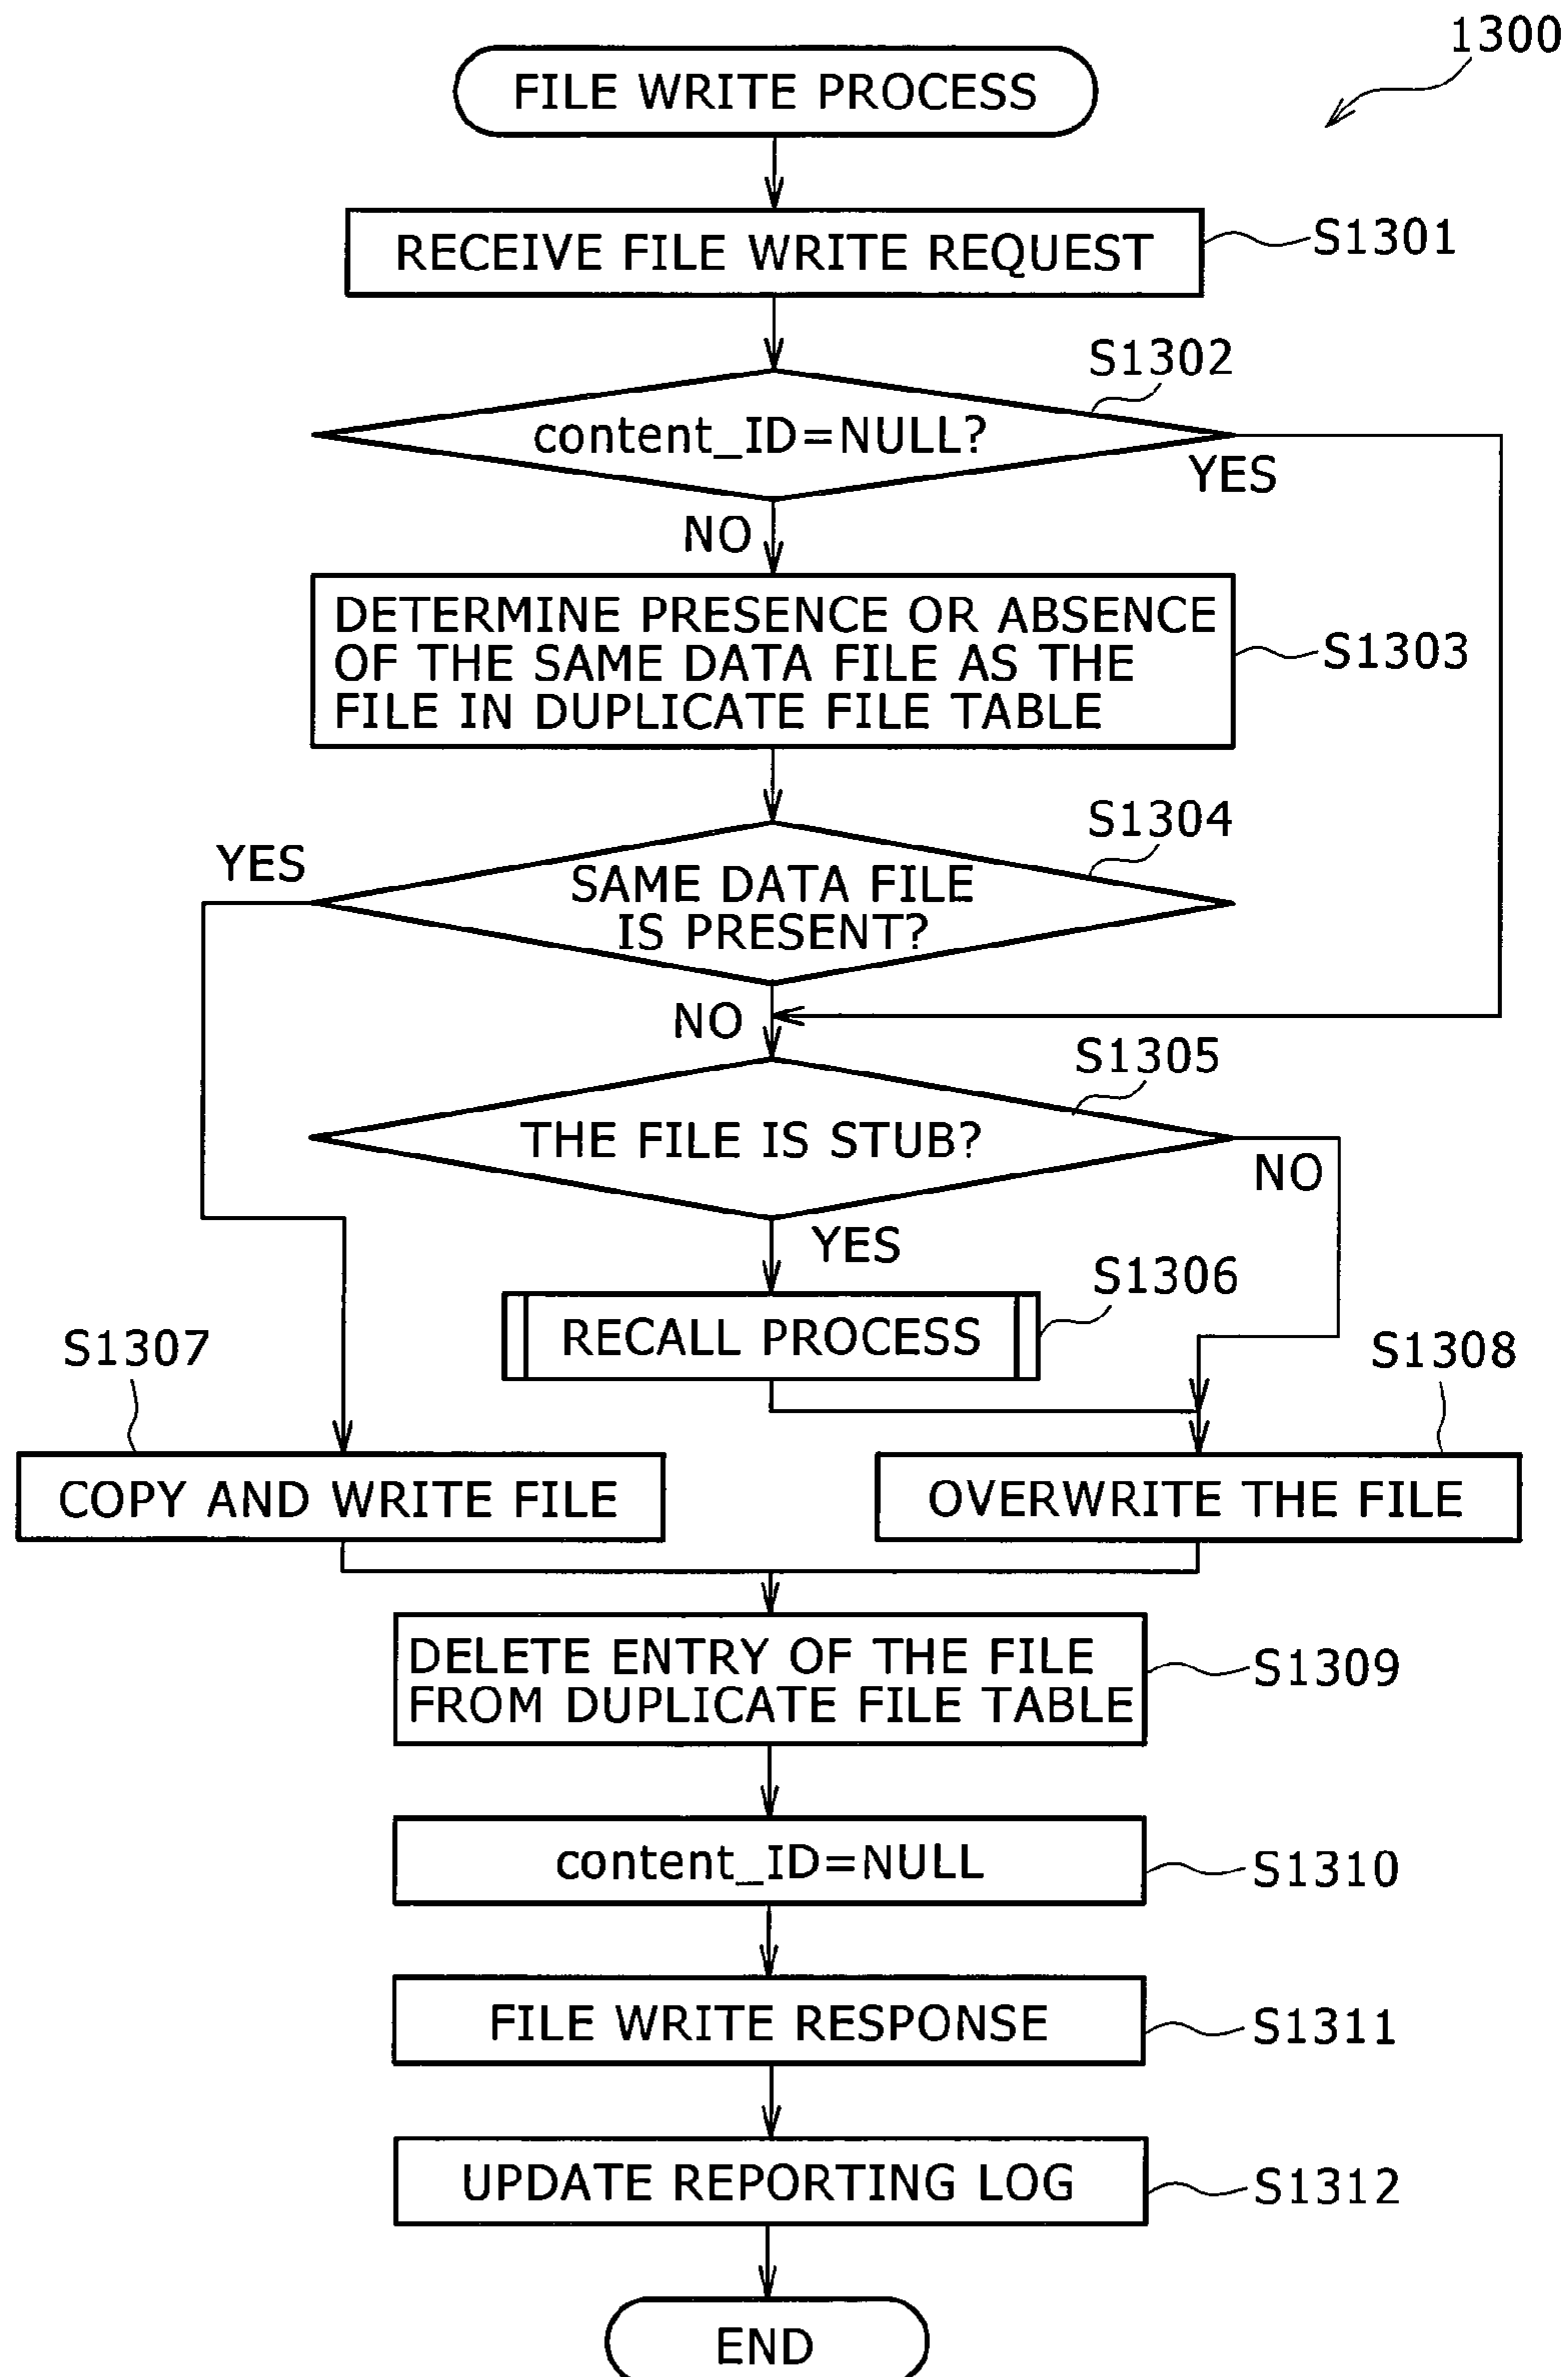 1300
FILE WRITE PROCESS
RECEIVE FILE WRITE REQUEST
S1301
S1302
content_ID=NULL?
YES
NO
DETERMINE PRESENCE OR ABSENCE
OF THE SAME DATA FILE AS THE
FILE IN DUPLICATE FILE TABLE
S1303
S1304
YES
SAME DATA FILE
IS PRESENT?
NO
S1305
THE FILE IS STUB?
NO
YES
S1306
RECALL PROCESS
S1307
S1308
COPY AND WRITE FILE
OVERWRITE THE FILE
DELETE ENTRY OF THE FILE
FROM DUPLICATE FILE TABLE
S1309
content_ID=NULL
S1310
FILE WRITE RESPONSE
S1311
UPDATE REPORTING LOG
S1312
END